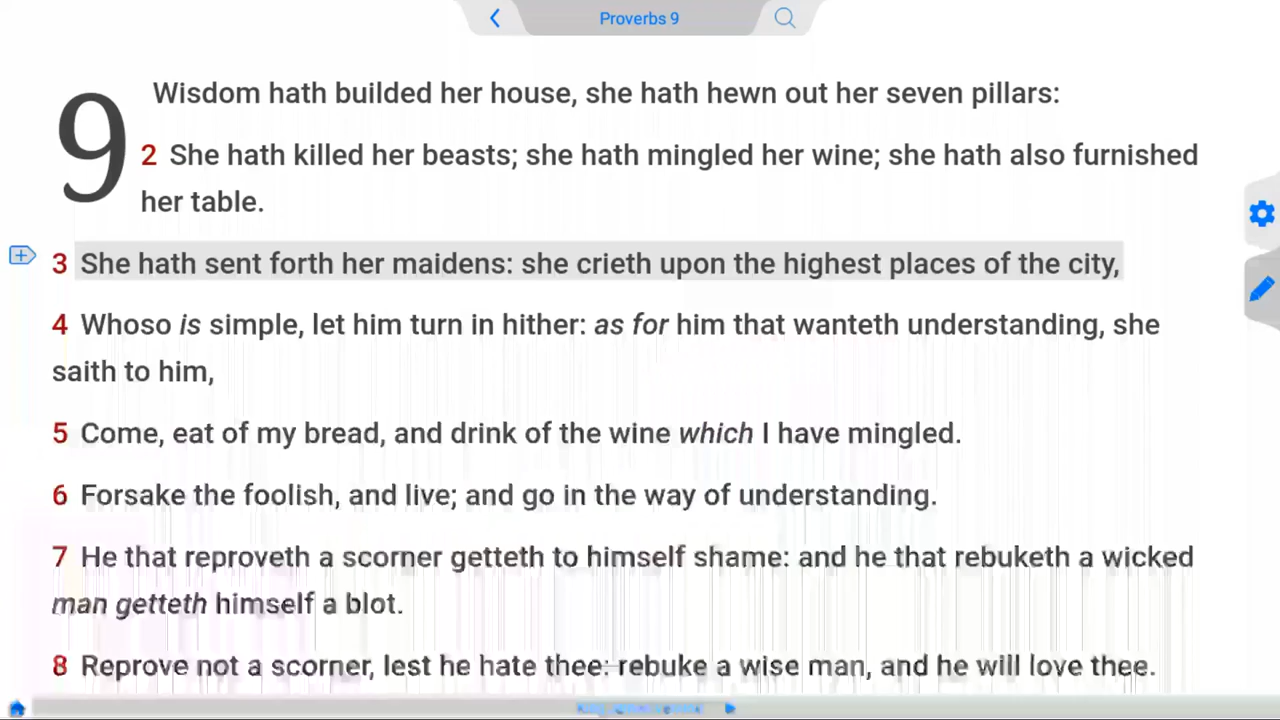 Proverbs 9
9 Wisdom hath builded her house, she hath hewn out her seven pillars:
2 She hath killed her beasts; she hath mingled her wine; she hath also furnished
her table.
3 She hath sent forth her maidens: she crieth upon the highest places of the city,
4 Whoso is simple, let him turn in hither: as for him that wanteth understanding, she
saith to him,
5 Come, eat of my bread, and drink of the wine which I have mingled.
6 Forsake the foolish, and live; and go in the way of understanding.
7 He that reproveth a scorner getteth to himself shame: and he that rebuketh a wicked
man getteth himself a blot.
8 Reprove not a scorner, lest he hate thee: rebuke a wise man, and he will love thee.